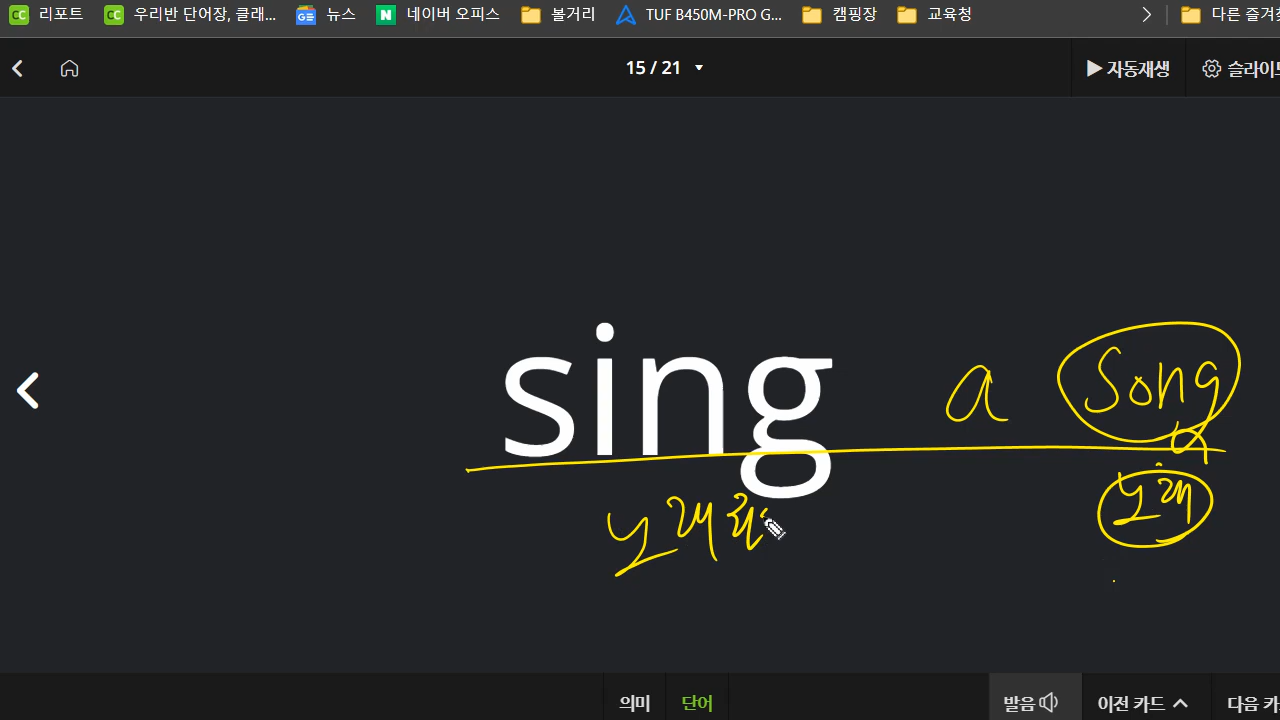 리포트 우리반 단어장, 클래... 뉴스 네이버 오피스 볼거리 TUF B450M-PRO G... 캠핑장 교육청 다른 즐겨
15 / 21 자동재생 슬라이드
sing a Song
노래 노래
의미 단어 발음 이전 카드 다음